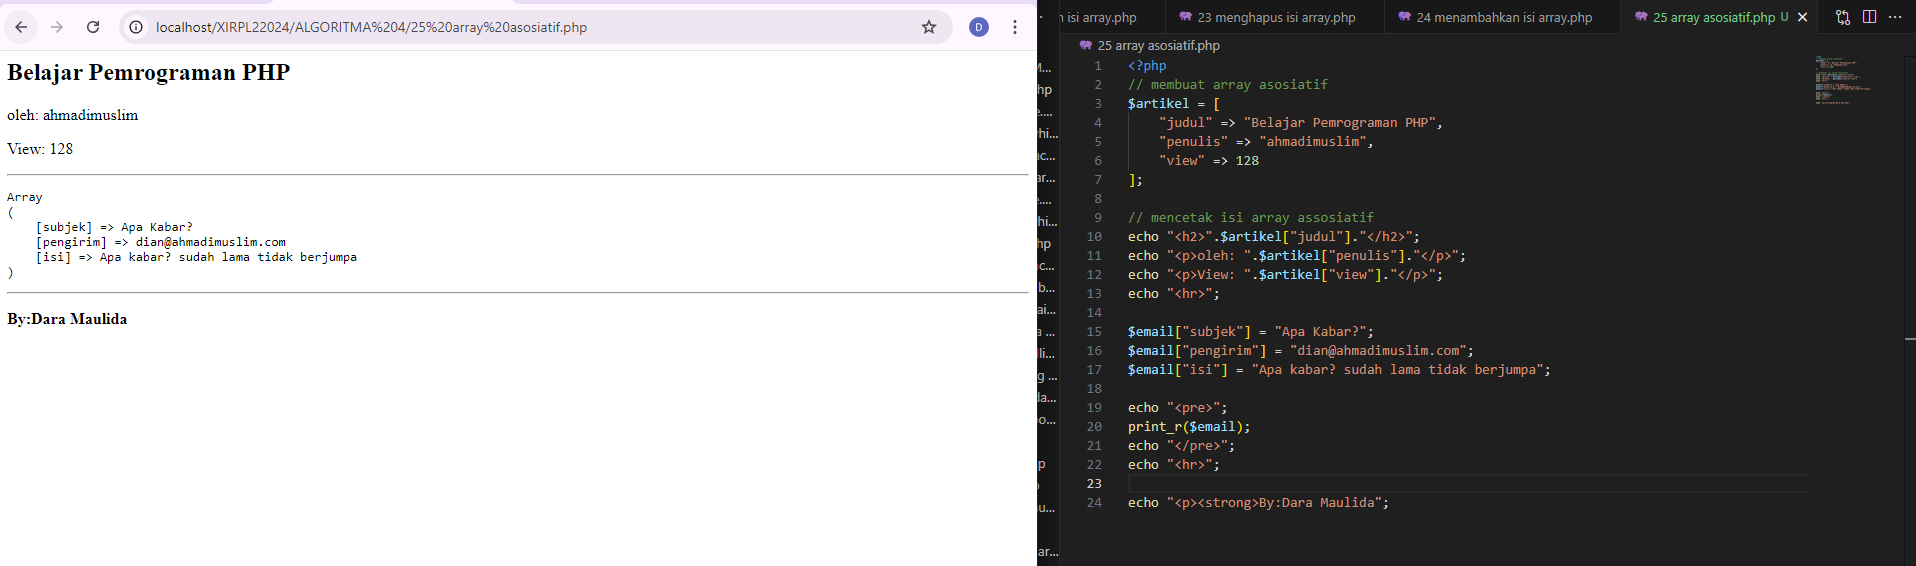 localhost/XIRPL22024/ALGORITMA%204/25%20array%20asosiatif.php
D
Belajar Pemrograman PHP
oleh: ahmadimuslim
View: 128
Array
(
    [subjek] => Apa Kabar?
    [pengirim] => dian@ahmadimuslim.com
    [isi] => Apa kabar? sudah lama tidak berjumpa
)
By:Dara Maulida
isi array.php
23 menghapus isi array.php
24 menambahkan isi array.php
25 array asosiatif.php U
25 array asosiatif.php
1 <?php
2 // membuat array asosiatif
3 $artikel = [
4     "judul" => "Belajar Pemrograman PHP",
5     "penulis" => "ahmadimuslim",
6     "view" => 128
7 ];
8
9 // mencetak isi array assosiatif
10 echo "<h2>".$artikel["judul"]."</h2>";
11 echo "<p>oleh: ".$artikel["penulis"]."</p>";
12 echo "<p>View: ".$artikel["view"]."</p>";
13 echo "<hr>";
14
15 $email["subjek"] = "Apa Kabar?";
16 $email["pengirim"] = "dian@ahmadimuslim.com";
17 $email["isi"] = "Apa kabar? sudah lama tidak berjumpa";
18
19 echo "<pre>";
20 print_r($email);
21 echo "</pre>";
22 echo "<hr>";
23
24 echo "<p><strong>By:Dara Maulida";